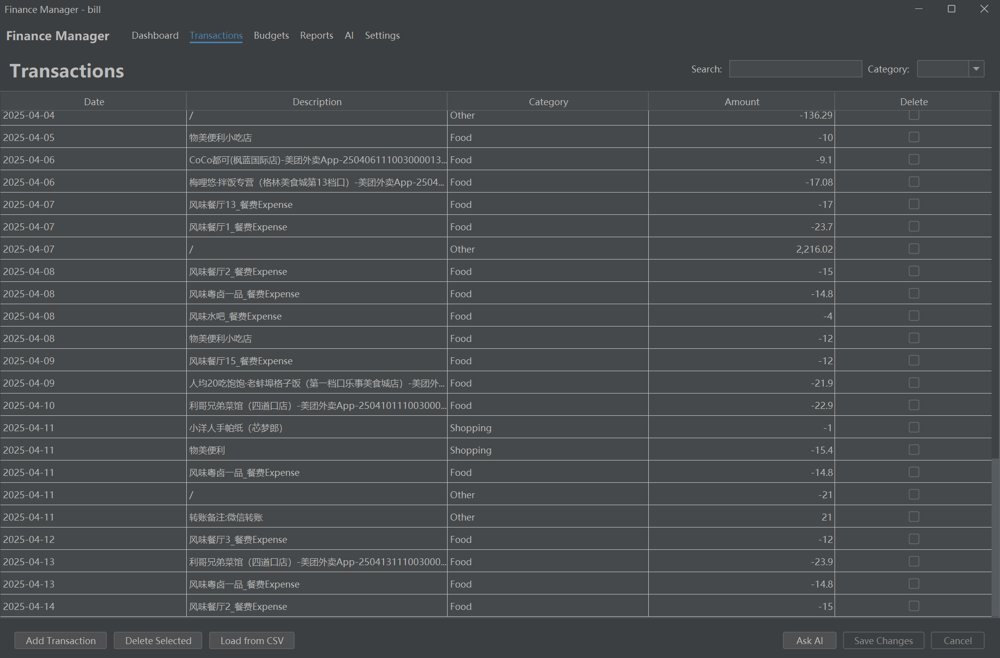 Finance Manager - bill
Finance Manager Dashboard Transactions Budgets Reports AI Settings
Transactions Search: Category:
Date Description Category Amount Delete
2025-04-04 / Other -136.29
2025-04-05 物美便利小吃店 Food -10
2025-04-06 CoCo都可(枫蓝国际店)-美团外卖App-250406111003000013... Food -9.1
2025-04-06 梅哩悠·拌饭专营（格林美食城第13档口）-美团外卖App-2504... Food -17.08
2025-04-07 风味餐厅13_餐费Expense Food -17
2025-04-07 风味餐厅1_餐费Expense Food -23.7
2025-04-07 / Other 2,216.02
2025-04-08 风味餐厅2_餐费Expense Food -15
2025-04-08 风味粤卤一品_餐费Expense Food -14.8
2025-04-08 风味水吧_餐费Expense Food -4
2025-04-08 物美便利小吃店 Food -12
2025-04-09 风味餐厅15_餐费Expense Food -12
2025-04-09 人均20吃饱饱·老蚌埠格子饭（第一档口乐事美食城店）-美团外... Food -21.9
2025-04-10 利哥兄弟菜馆（四道口店）-美团外卖App-250410111003000... Food -22.9
2025-04-11 小洋人手帕纸（芯梦郎） Shopping -1
2025-04-11 物美便利 Shopping -15.4
2025-04-11 风味粤卤一品_餐费Expense Food -14.8
2025-04-11 / Other -21
2025-04-11 转账备注:微信转账 Other 21
2025-04-12 风味餐厅3_餐费Expense Food -12
2025-04-13 利哥兄弟菜馆（四道口店）-美团外卖App-250413111003000... Food -23.9
2025-04-13 风味粤卤一品_餐费Expense Food -14.8
2025-04-14 风味餐厅2_餐费Expense Food -15
Add Transaction Delete Selected Load from CSV Ask AI Save Changes Cancel